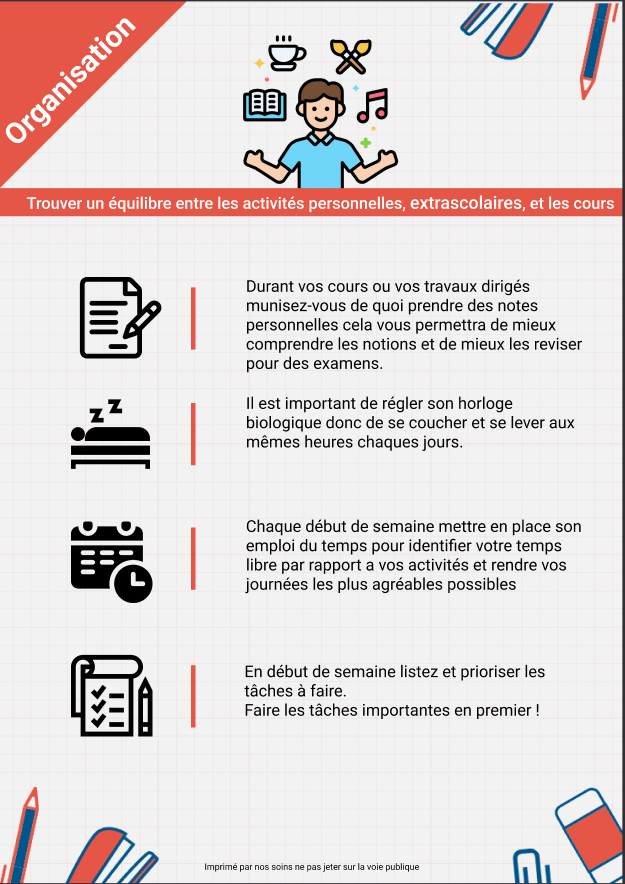 Organisation
Trouver un équilibre entre les activités personnelles, extrascolaires, et les cours
Durant vos cours ou vos travaux dirigés
munisez-vous de quoi prendre des notes
personnelles cela vous permettra de mieux
comprendre les notions et de mieux les reviser
pour des examens.
Il est important de régler son horloge
biologique donc de se coucher et se lever aux
mêmes heures chaques jours.
Chaque début de semaine mettre en place son
emploi du temps pour identifier votre temps
libre par rapport a vos activités et rendre vos
journées les plus agréables possibles
En début de semaine listez et prioriser les
tâches à faire.
Faire les tâches importantes en premier !
Imprimé par nos soins ne pas jeter sur la voie publique